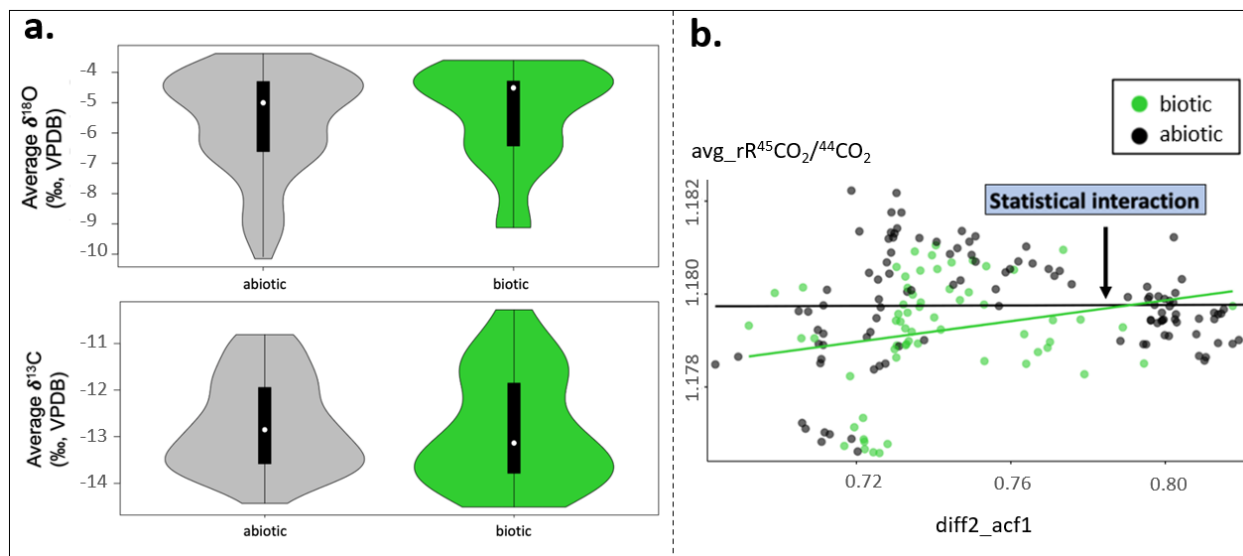 a.
Average δ¹⁸O
(‰, VPDB)
-4
-5
-6
-7
-8
-9
-10
abiotic
biotic
Average δ¹³C
(‰, VPDB)
-11
-12
-13
-14
abiotic
biotic
b.
biotic
abiotic
avg_rR⁴⁵CO₂/⁴⁴CO₂
Statistical interaction
1.182
1.180
1.178
0.72
0.76
0.80
diff2_acf1